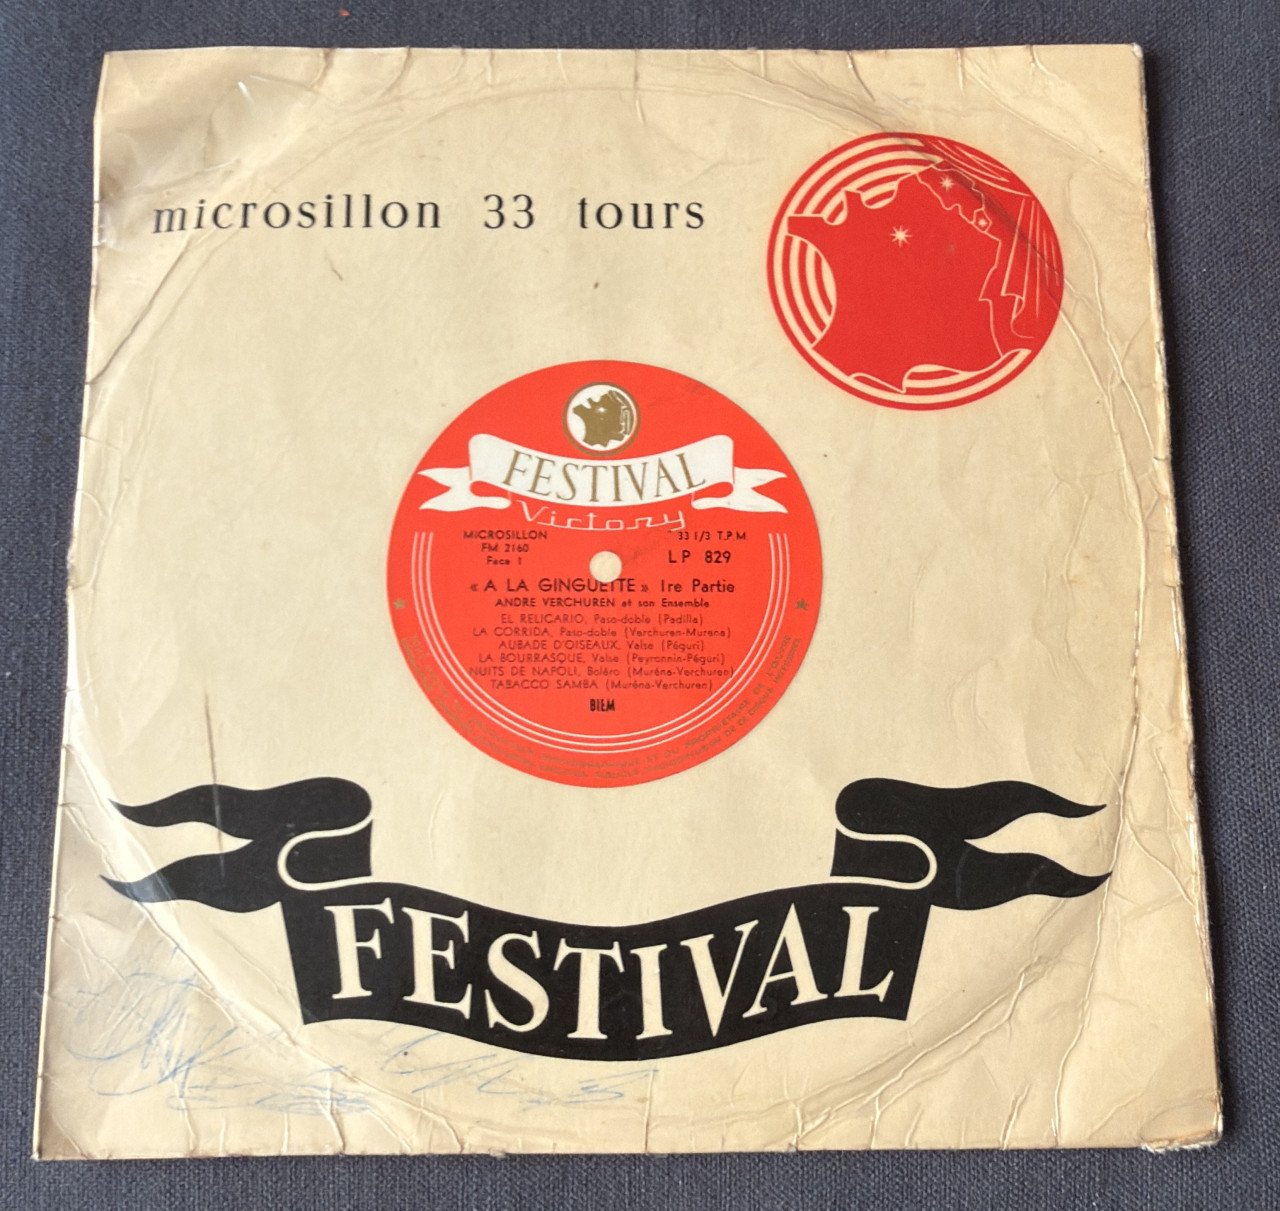 microsillon 33 tours
FESTIVAL
Victory
MICROSILLON 33 1/3 T.P.M
FM 2160 LP 829
Face 1
« A LA GINGUETTE » 1re Partie
ANDRE VERCHUREN et son Ensemble
EL RELICARIO, Paso-doble (Padilla)
LA CORRIDA, Paso-doble (Verchuren-Murena)
AUBADE D'OISEAUX, Valse (Péguri)
LA BOURRASQUE, Valse (Peyronnin-Péguri)
NUITS DE NAPOLI, Boléro (Muréna-Verchuren)
TABACCO SAMBA (Muréna-Verchuren)
BIEM
FESTIVAL